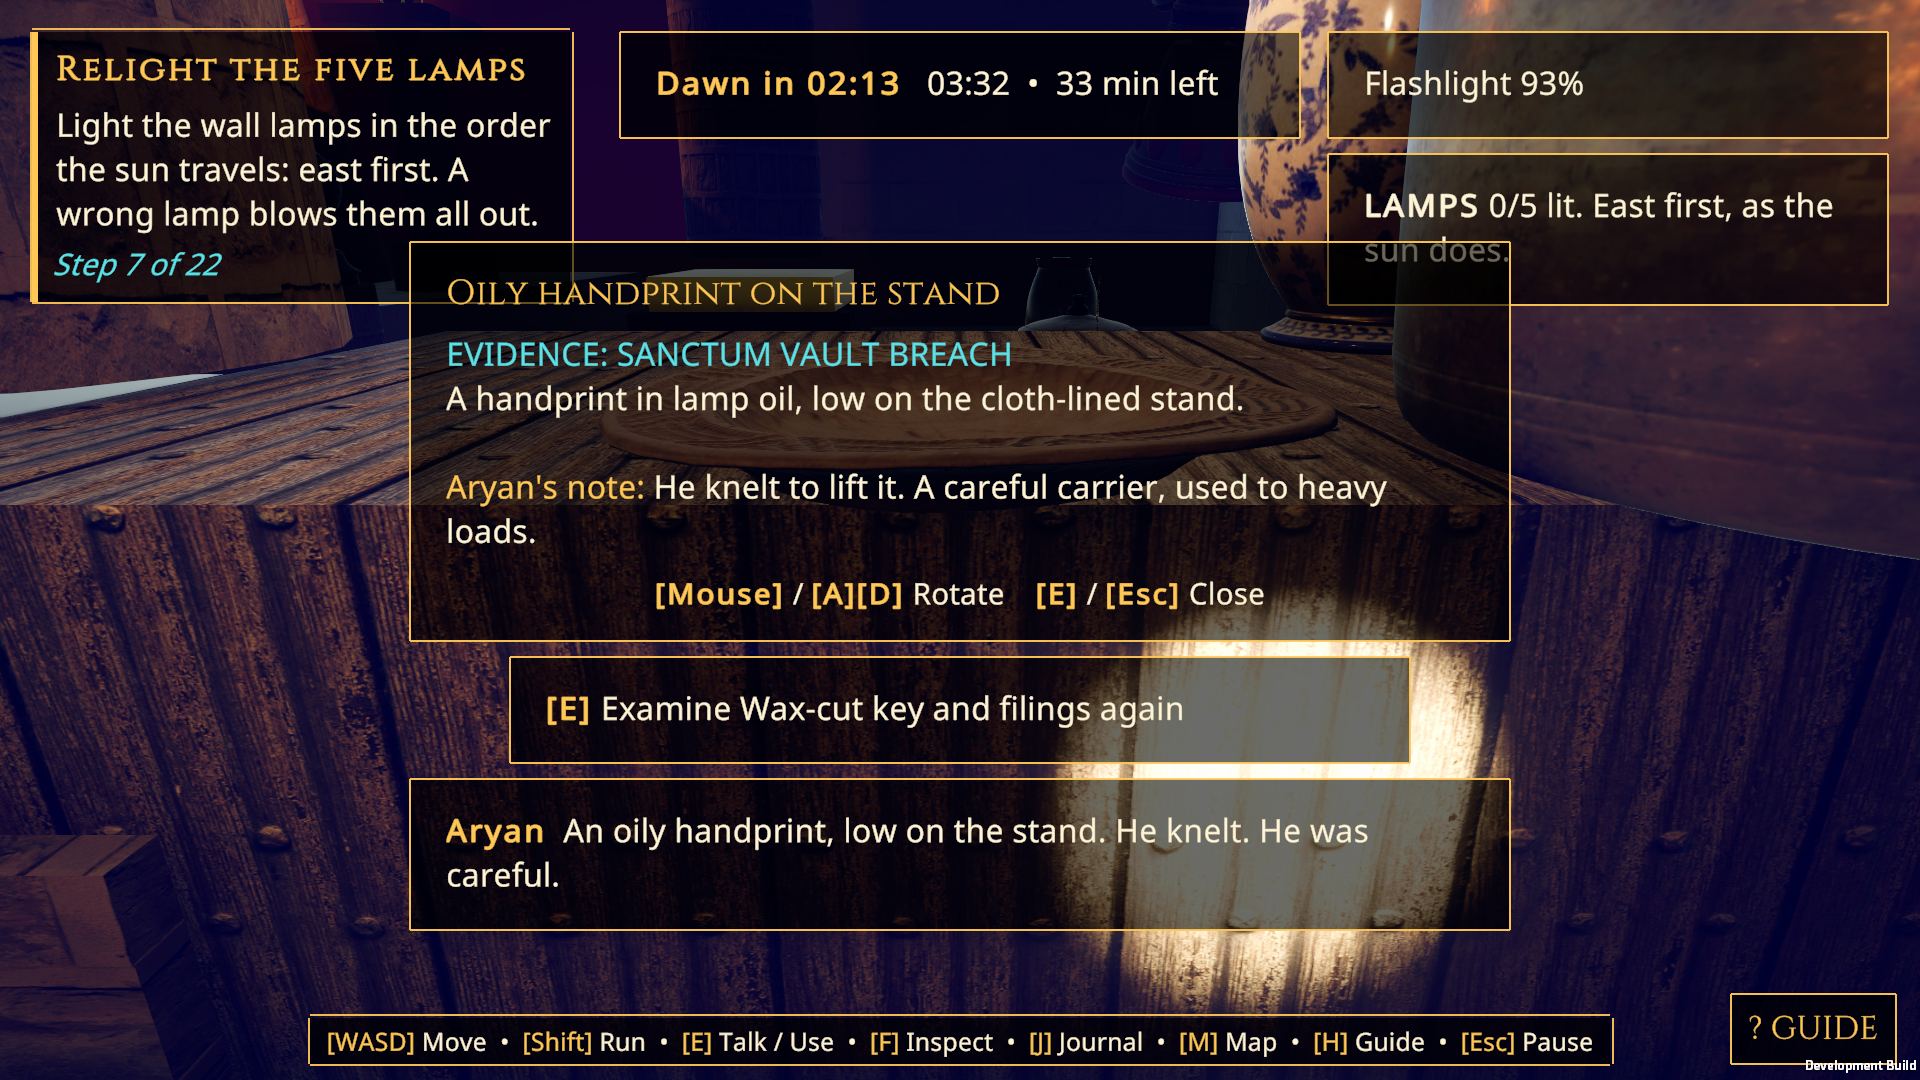 RELIGHT THE FIVE LAMPS
Light the wall lamps in the order
the sun travels: east first. A
wrong lamp blows them all out.
Step 7 of 22
Dawn in 02:13 03:32 • 33 min left
Flashlight 93%
LAMPS 0/5 lit. East first, as the
sun does.
OILY HANDPRINT ON THE STAND
EVIDENCE: SANCTUM VAULT BREACH
A handprint in lamp oil, low on the cloth-lined stand.
Aryan's note: He knelt to lift it. A careful carrier, used to heavy
loads.
[Mouse] / [A][D] Rotate [E] / [Esc] Close
[E] Examine Wax-cut key and filings again
Aryan An oily handprint, low on the stand. He knelt. He was
careful.
[WASD] Move • [Shift] Run • [E] Talk / Use • [F] Inspect • [J] Journal • [M] Map • [H] Guide • [Esc] Pause
? GUIDE
Development Build